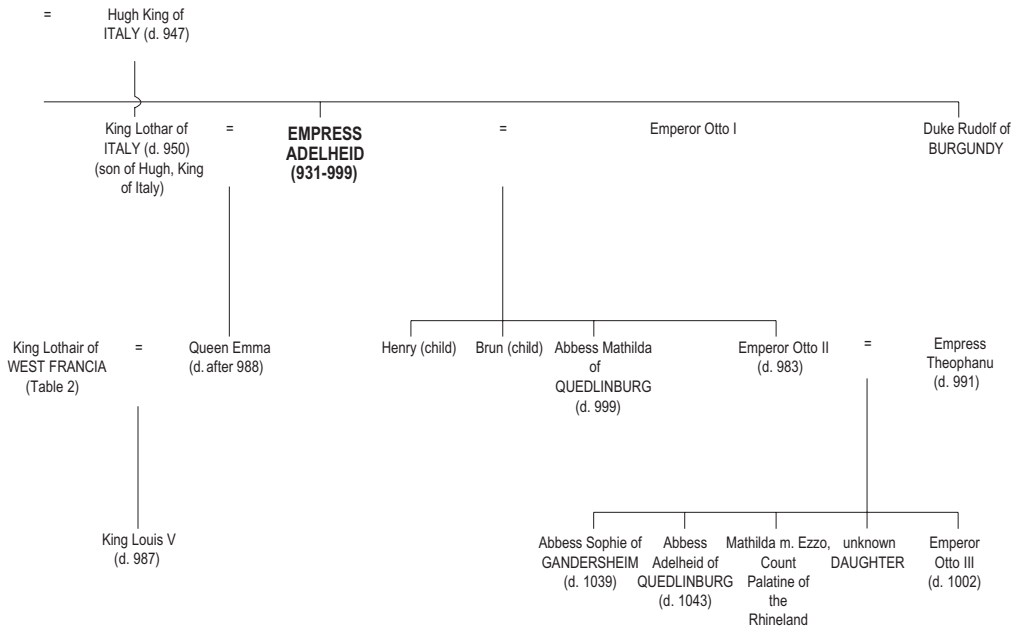 = Hugh King of
ITALY (d. 947)
King Lothar of
ITALY (d. 950)
(son of Hugh, King
of Italy)
=
EMPRESS
ADELHEID
(931-999)
=
Emperor Otto I
Duke Rudolf of
BURGUNDY
King Lothair of
WEST FRANCIA
(Table 2)
=
Queen Emma
(d. after 988)
Henry (child)
Brun (child)
Abbess Mathilda
of
QUEDLINBURG
(d. 999)
Emperor Otto II
(d. 983)
=
Empress
Theophanu
(d. 991)
King Louis V
(d. 987)
Abbess Sophie of
GANDERSHEIM
(d. 1039)
Abbess
Adelheid of
QUEDLINBURG
(d. 1043)
Mathilda m. Ezzo,
Count
Palatine of
the
Rhineland
unknown
DAUGHTER
Emperor
Otto III
(d. 1002)